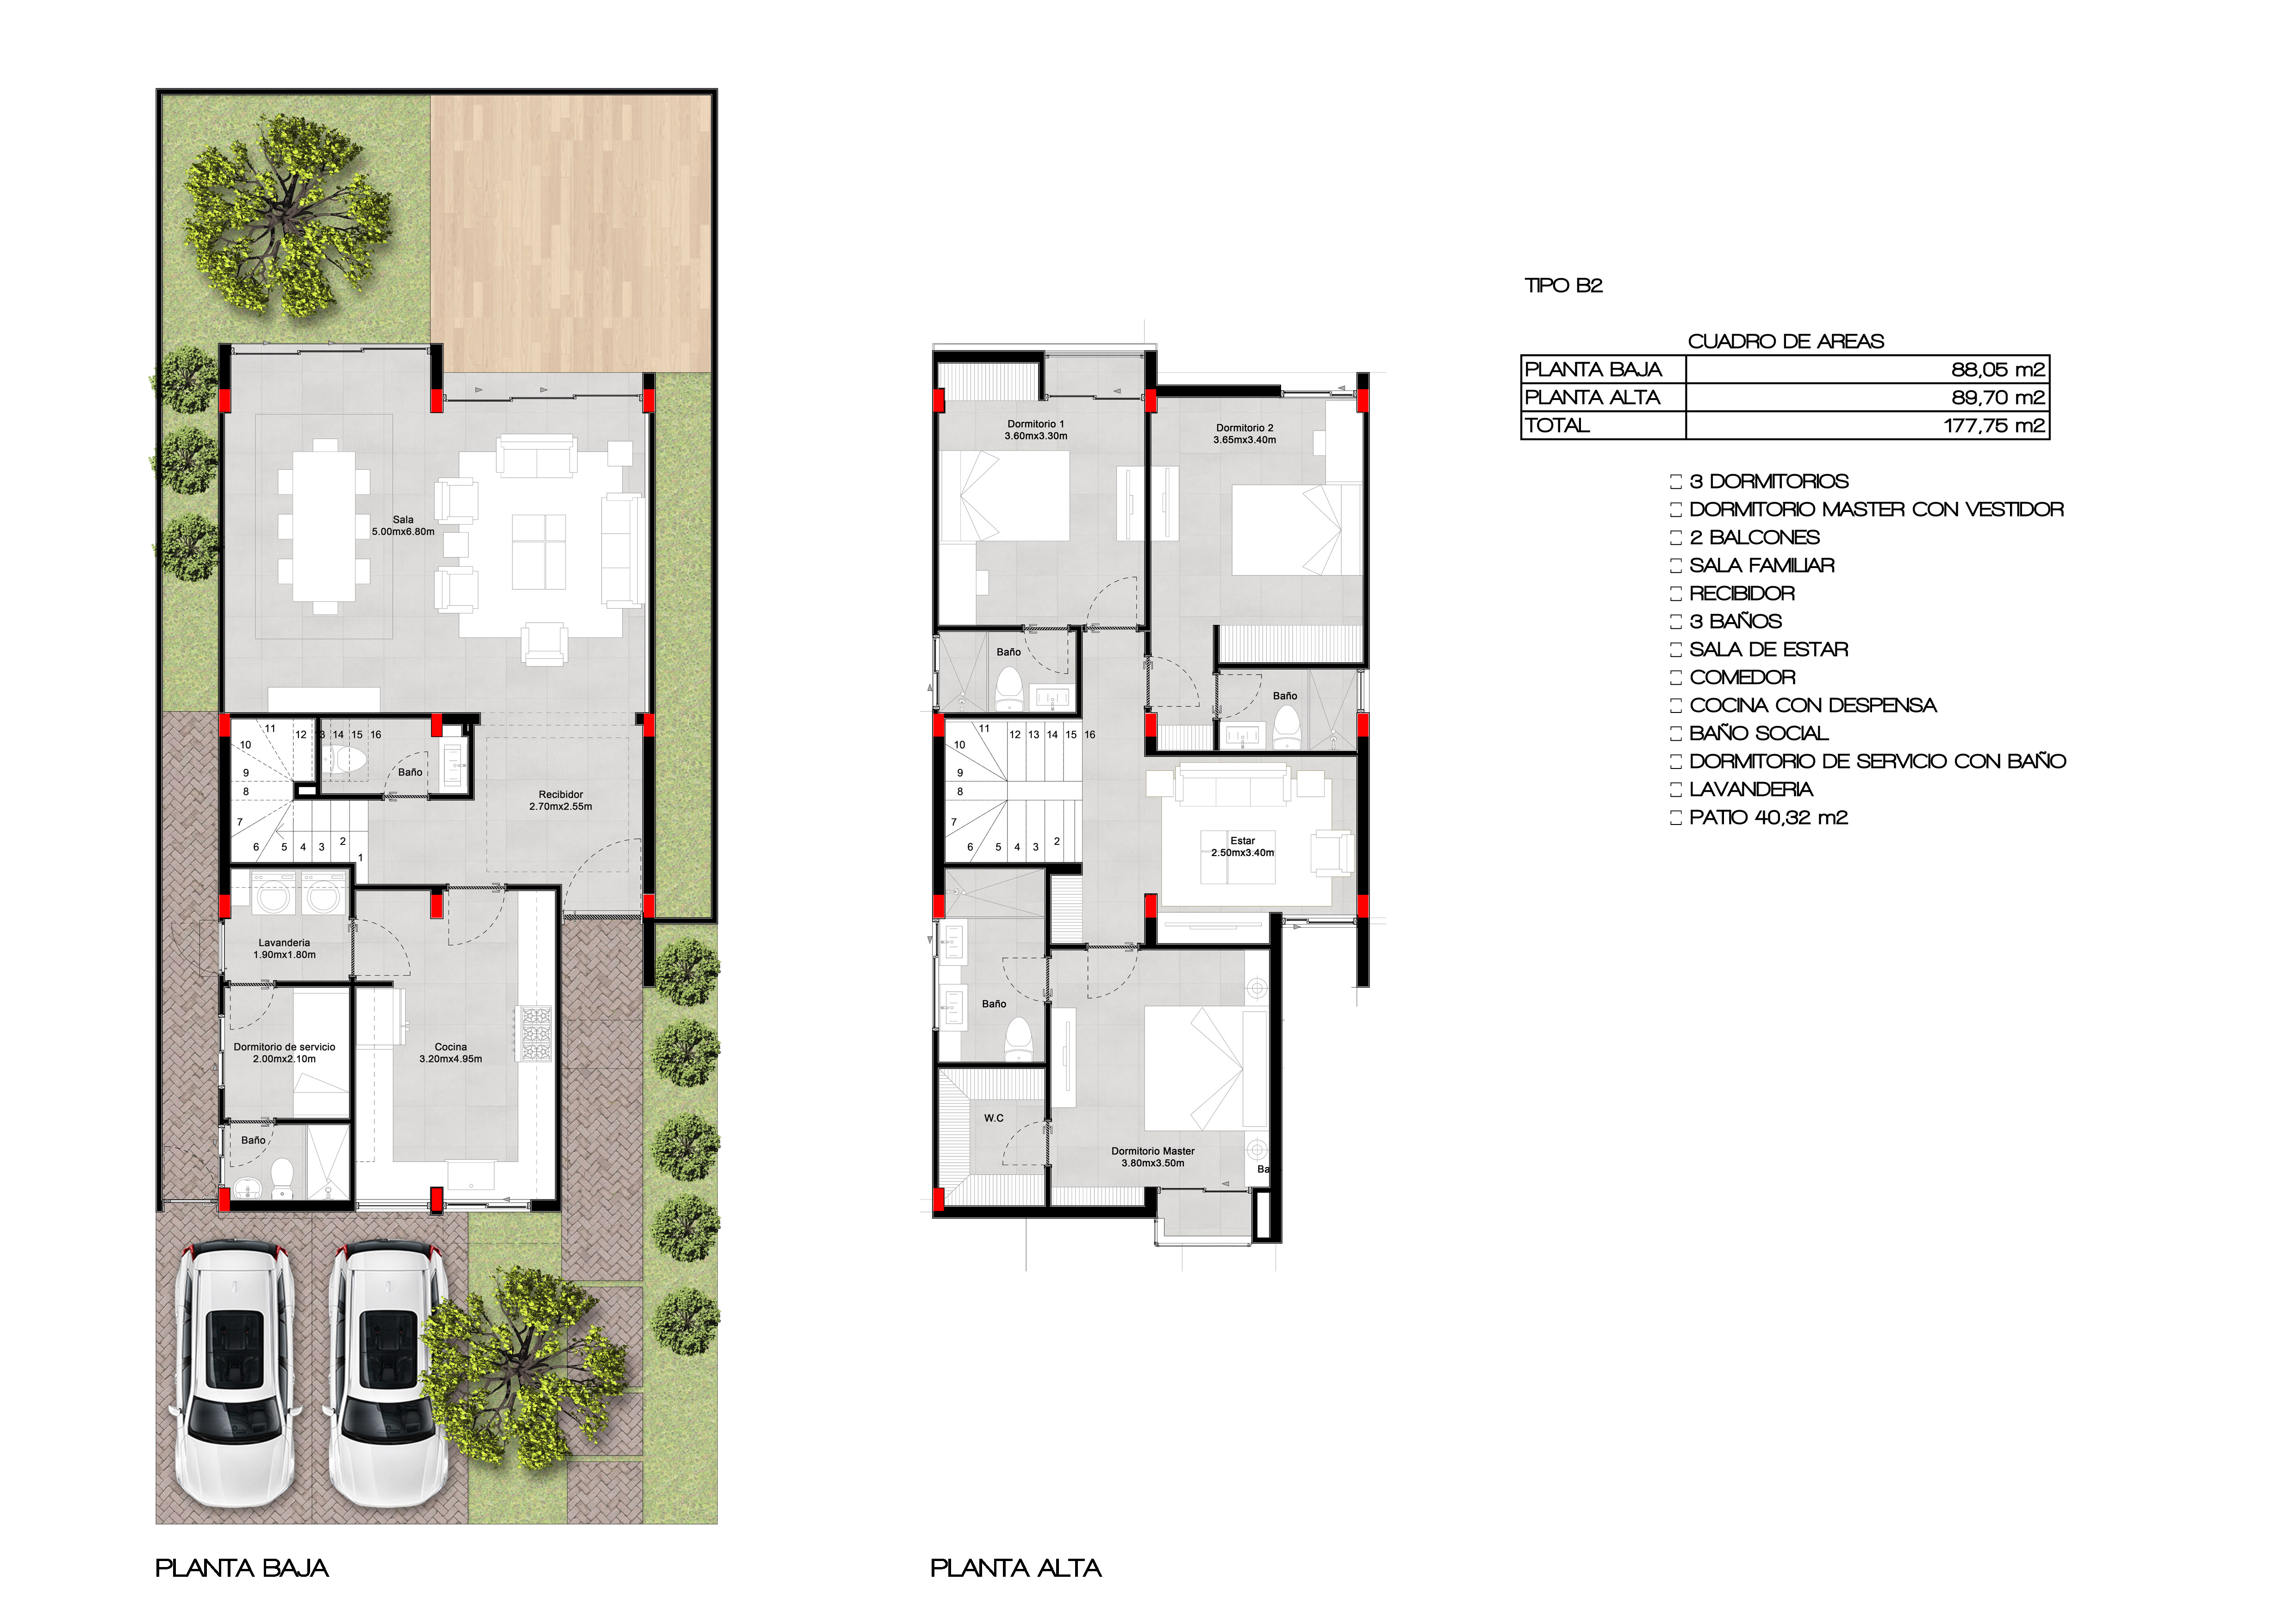 TIPO B2
CUADRO DE AREAS
PLANTA BAJA 88,05 m2
PLANTA ALTA 89,70 m2
TOTAL 177,75 m2
3 DORMITORIOS
DORMITORIO MASTER CON VESTIDOR
2 BALCONES
SALA FAMILIAR
RECIBIDOR
3 BAÑOS
SALA DE ESTAR
COMEDOR
COCINA CON DESPENSA
BAÑO SOCIAL
DORMITORIO DE SERVICIO CON BAÑO
LAVANDERIA
PATIO 40,32 m2
Sala
5.00mx6.80m
11
10
12
3
14
15
16
9
8
7
6
5
4
3
2
1
Baño
Recibidor
2.70mx2.55m
Lavanderia
1.90mx1.80m
Dormitorio de servicio
2.00mx2.10m
Cocina
3.20mx4.95m
Baño
PLANTA BAJA
Dormitorio 1
3.60mx3.30m
Dormitorio 2
3.65mx3.40m
Baño
Baño
11
10
12
13
14
15
16
9
8
7
6
5
4
3
2
Estar
2.50mx3.40m
Baño
W.C
Dormitorio Master
3.80mx3.50m
Ba
PLANTA ALTA